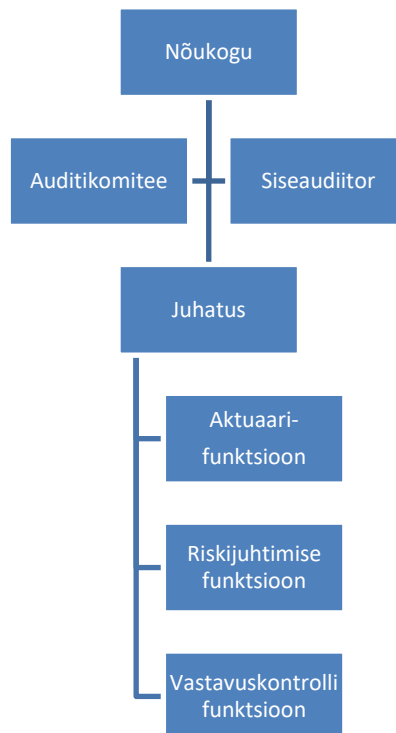 Nõukogu
Auditikomitee
Siseaudiitor
Juhatus
Aktuaari-
funktsioon
Riskijuhtimise
funktsioon
Vastavuskontrolli
funktsioon